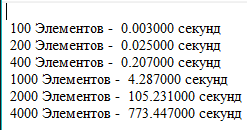 100 Элементов - 0.003000 секунд
200 Элементов - 0.025000 секунд
400 Элементов - 0.207000 секунд
1000 Элементов - 4.287000 секунд
2000 Элементов - 105.231000 секунд
4000 Элементов - 773.447000 секунд